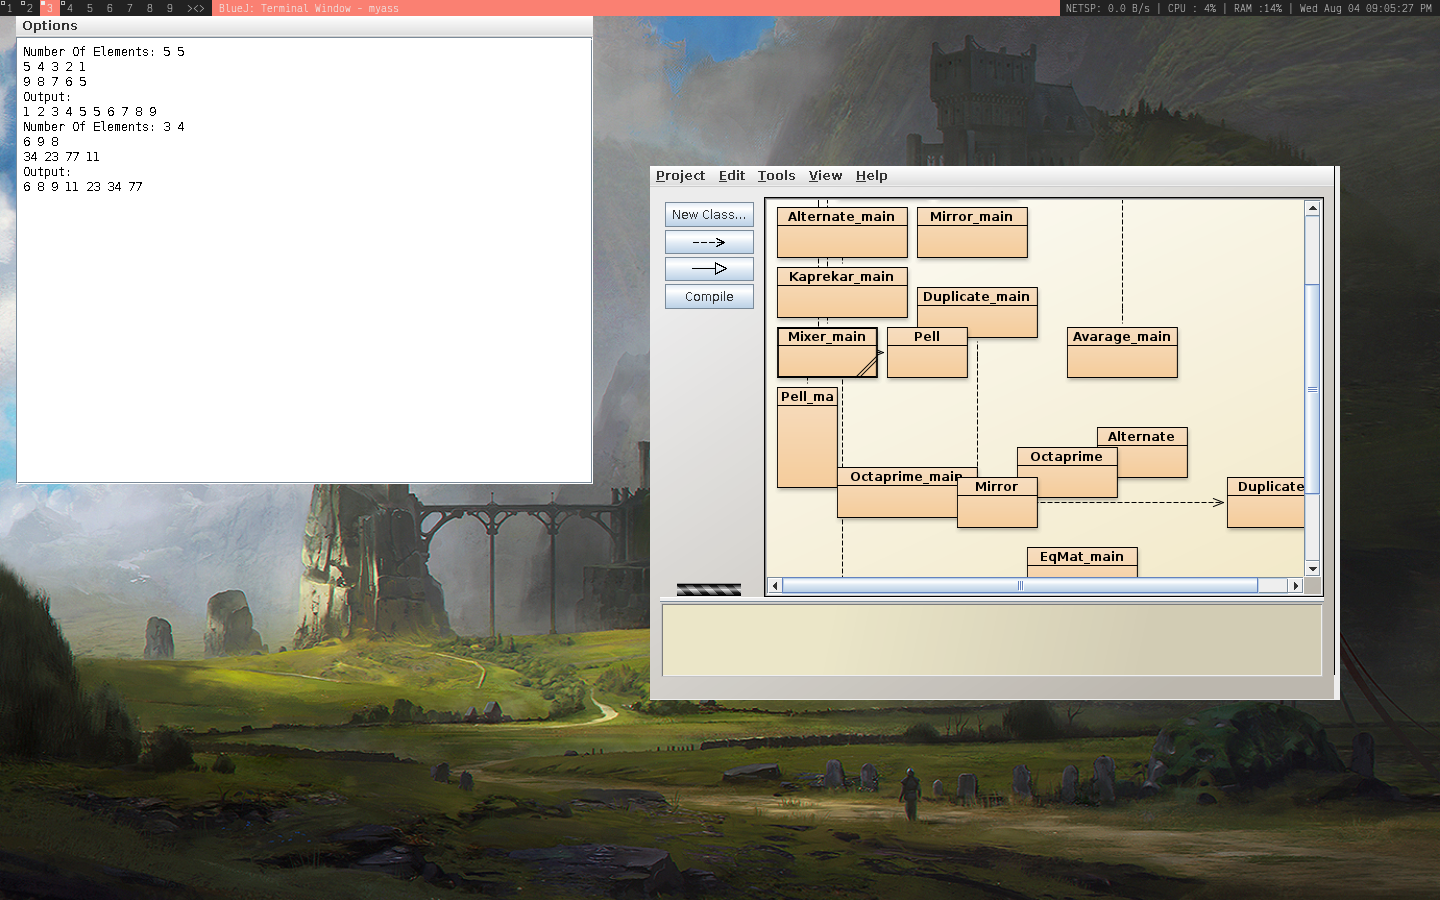 1 2 3 4 5 6 7 8 9 ><> BlueJ: Terminal Window - myass NETSP: 0.0 B/s | CPU : 4% | RAM :14% | Wed Aug 04 09:05:27 PM
Options
Number Of Elements: 5 5
5 4 3 2 1
9 8 7 6 5
Output:
1 2 3 4 5 5 6 7 8 9
Number Of Elements: 3 4
6 9 8
34 23 77 11
Output:
6 8 9 11 23 34 77
Project Edit Tools View Help
New Class...
Compile
Alternate_main
Mirror_main
Kaprekar_main
Duplicate_main
Mixer_main
Pell
Avarage_main
Pell_ma
Alternate
Octaprime
Octaprime_main
Mirror
Duplicate
EqMat_main